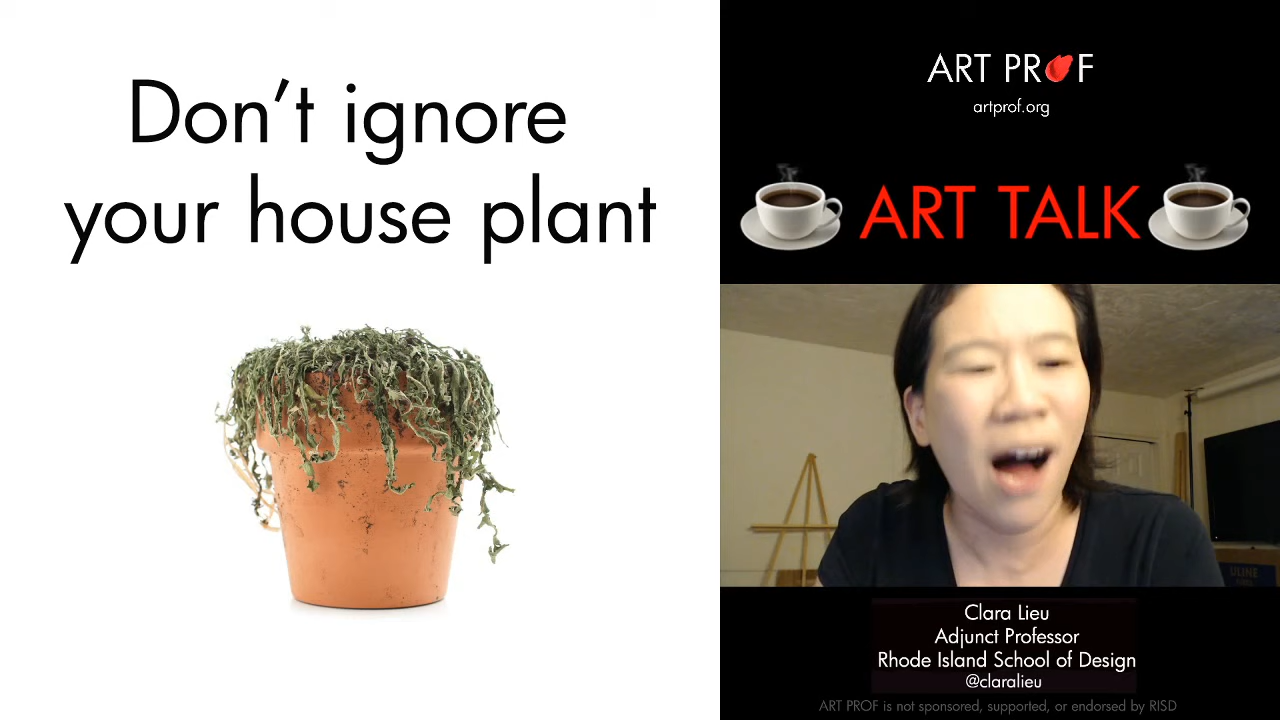 Don't ignore
your house plant
ART PROF
artprof.org
ART TALK
ULINE
Clara Lieu
Adjunct Professor
Rhode Island School of Design
@claralieu
ART PROF is not sponsored, supported, or endorsed by RISD